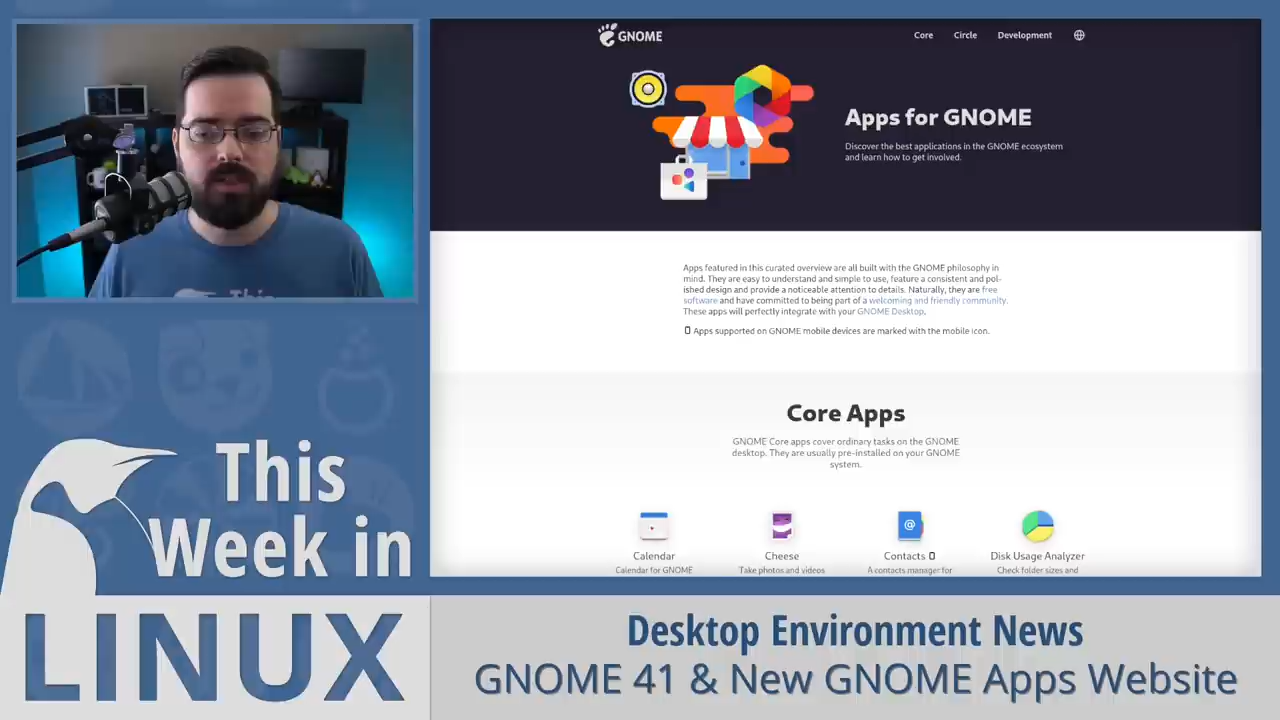 GNOME
Core
Circle
Development
Apps for GNOME
Discover the best applications in the GNOME ecosystem
and learn how to get involved.
Apps featured in this curated overview are all built with the GNOME philosophy in
mind. They are easy to understand and simple to use, feature a consistent and pol-
ished design and provide a noticeable attention to details. Naturally, they are free
software and have committed to being part of a welcoming and friendly community.
These apps will perfectly integrate with your GNOME Desktop.
Apps supported on GNOME mobile devices are marked with the mobile icon.
Core Apps
GNOME Core apps cover ordinary tasks on the GNOME
desktop. They are usually pre-installed on your GNOME
system.
@
Calendar
Cheese
Contacts
Disk Usage Analyzer
Calendar for GNOME
Take photos and videos
A contacts manager for
Check folder sizes and
This
This
Week in
LINUX
Desktop Environment News
GNOME 41 & New GNOME Apps Website